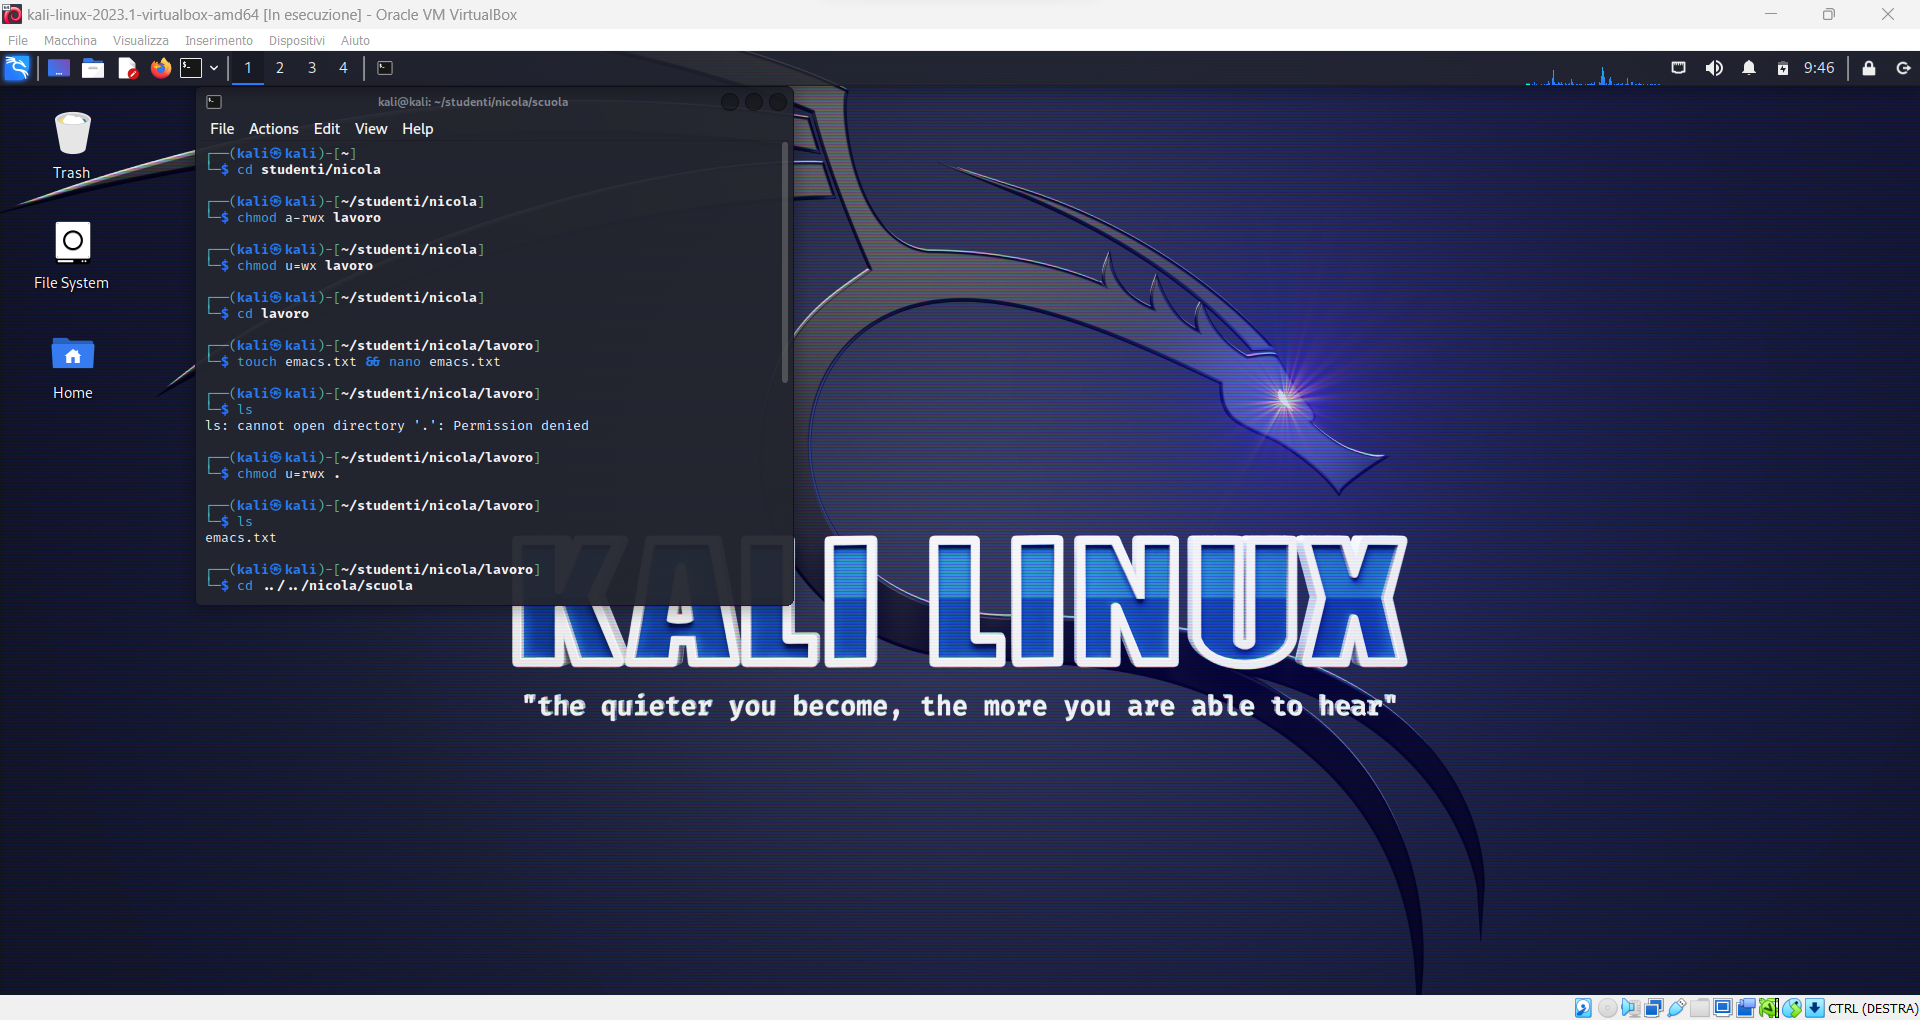 kali-linux-2023.1-virtualbox-amd64 [In esecuzione] - Oracle VM VirtualBox
File Macchina Visualizza Inserimento Dispositivi Aiuto
1 2 3 4 9:46
Trash
File System
Home
kali@kali: ~/studenti/nicola/scuola
File Actions Edit View Help
┌──(kali㉿kali)-[~]
└─$ cd studenti/nicola
┌──(kali㉿kali)-[~/studenti/nicola]
└─$ chmod a-rwx lavoro
┌──(kali㉿kali)-[~/studenti/nicola]
└─$ chmod u=wx lavoro
┌──(kali㉿kali)-[~/studenti/nicola]
└─$ cd lavoro
┌──(kali㉿kali)-[~/studenti/nicola/lavoro]
└─$ touch emacs.txt && nano emacs.txt
┌──(kali㉿kali)-[~/studenti/nicola/lavoro]
└─$ ls
ls: cannot open directory '.': Permission denied
┌──(kali㉿kali)-[~/studenti/nicola/lavoro]
└─$ chmod u=rwx .
┌──(kali㉿kali)-[~/studenti/nicola/lavoro]
└─$ ls
emacs.txt
┌──(kali㉿kali)-[~/studenti/nicola/lavoro]
└─$ cd ../../nicola/scuola
KALI LINUX
"the quieter you become, the more you are able to hear"
CTRL (DESTRA)